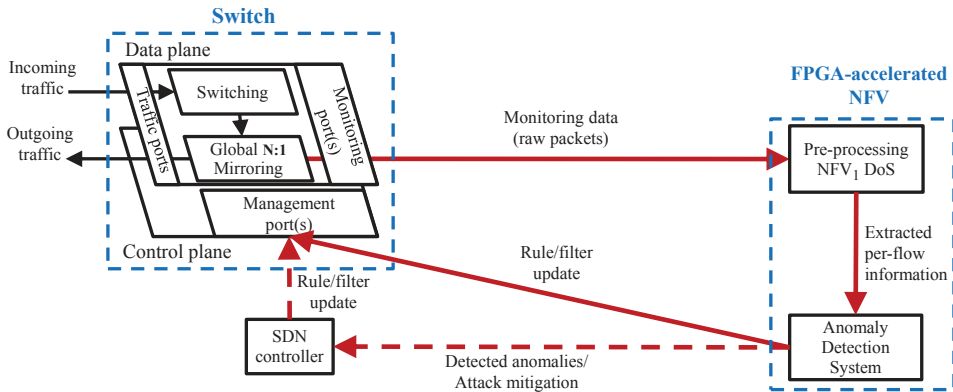 Switch
Data plane
Incoming
traffic
Switching
Traffic ports
Monitoring
port(s)
Outgoing
traffic
Global N:1
Mirroring
Management
port(s)
Control plane
Monitoring data
(raw packets)
FPGA-accelerated
NFV
Pre-processing
NFV₁ DoS
Extracted
per-flow
information
Rule/filter
update
Rule/filter
update
SDN
controller
Detected anomalies/
Attack mitigation
Anomaly
Detection
System